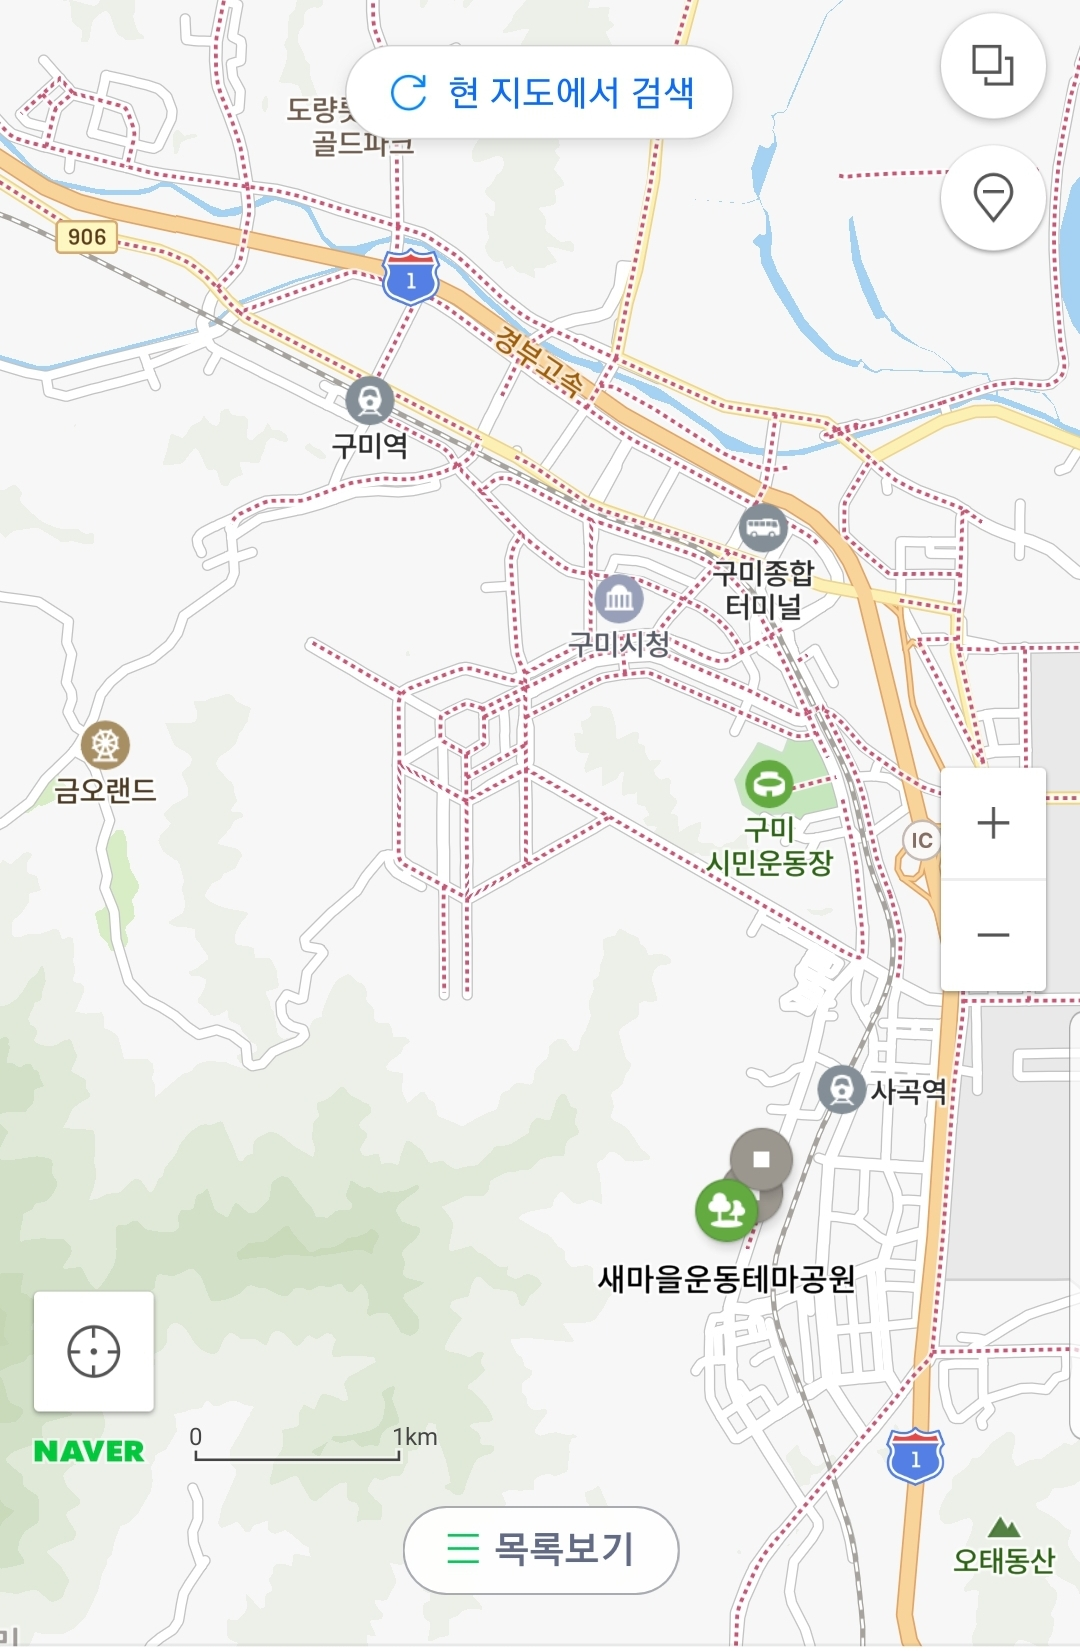 현 지도에서 검색
골드파크
906
1
경부고속
구미역
구미종합
터미널
구미시청
금오랜드
구미
시민운동장
IC
사곡역
새마을운동테마공원
NAVER
0
1km
1
목록보기
오태동산